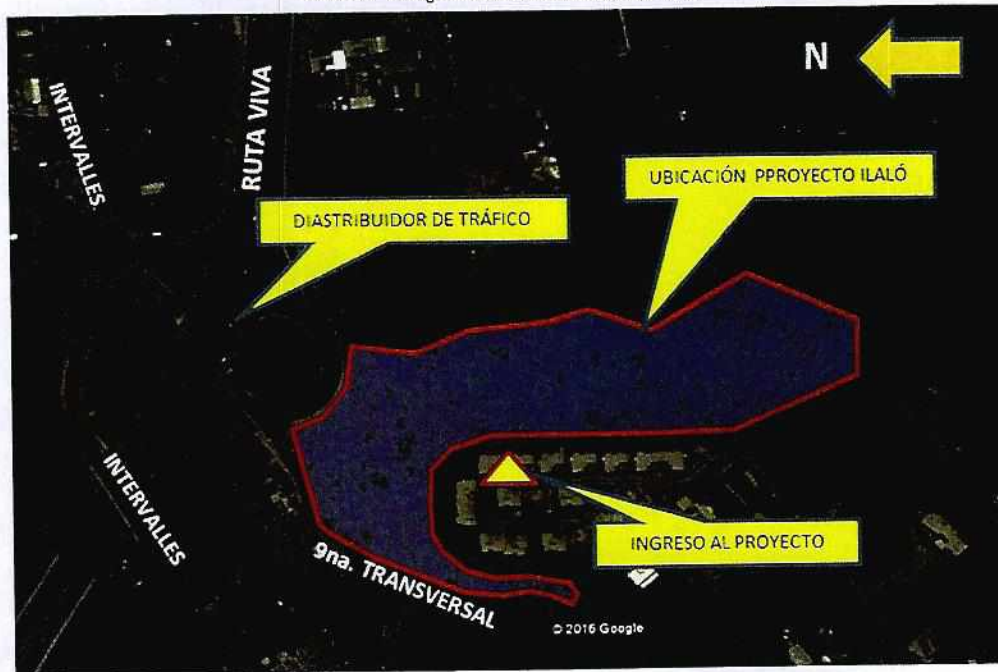 N
INTERVALLES
RUTA VIVA
UBICACIÓN PPROYECTO ILALÓ
DIASTRIBUIDOR DE TRÁFICO
INTERVALLES
9na. TRANSVERSAL
INGRESO AL PROYECTO
© 2016 Google